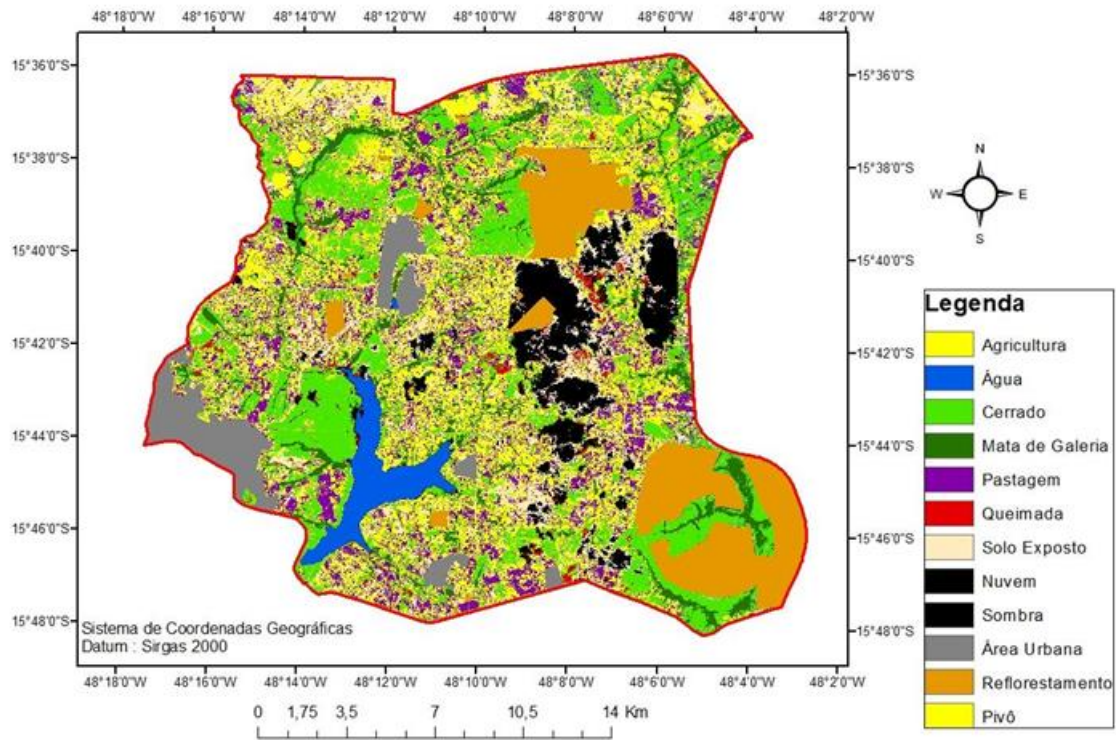 48°18'0"W 48°16'0"W 48°14'0"W 48°12'0"W 48°10'0"W 48°8'0"W 48°6'0"W 48°4'0"W 48°2'0"W
15°36'0"S 15°36'0"S
15°38'0"S 15°38'0"S
15°40'0"S 15°40'0"S
15°42'0"S 15°42'0"S
15°44'0"S 15°44'0"S
15°46'0"S 15°46'0"S
15°48'0"S 15°48'0"S
Sistema de Coordenadas Geográficas
Datum : Sirgas 2000
48°18'0"W 48°16'0"W 48°14'0"W 48°12'0"W 48°10'0"W 48°8'0"W 48°6'0"W 48°4'0"W 48°2'0"W
0 1,75 3,5 7 10,5 14 Km
N
W E
S
Legenda
Agricultura
Água
Cerrado
Mata de Galeria
Pastagem
Queimada
Solo Exposto
Nuvem
Sombra
Área Urbana
Reflorestamento
Pivô